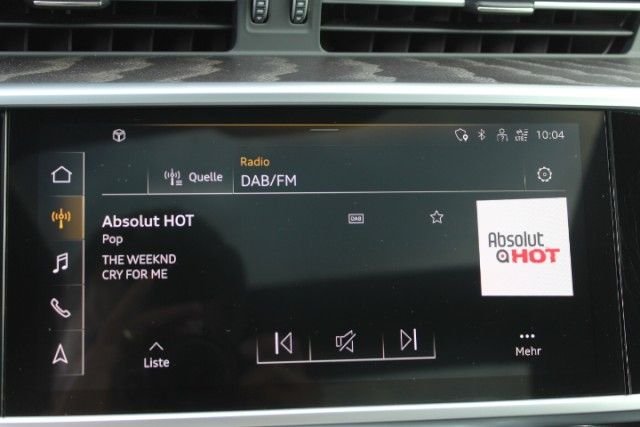 10:04
Radio
Quelle
DAB/FM
Absolut HOT
DAB
Pop
THE WEEKND
CRY FOR ME
Absolut
HOT
Liste
Mehr